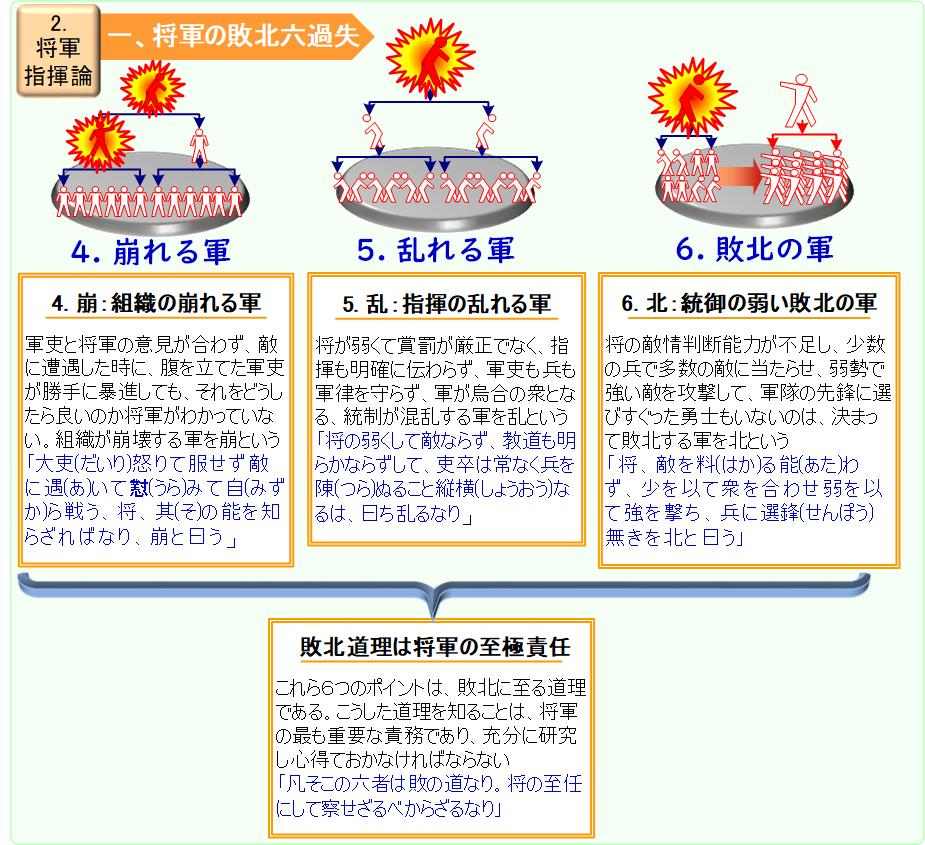 2.
将軍
指揮論
一、将軍の敗北六過失
4. 崩れる軍
5. 乱れる軍
6. 敗北の軍
4. 崩：組織の崩れる軍
軍吏と将軍の意見が合わず、敵
に遭遇した時に、腹を立てた軍吏
が勝手に暴進しても、それをどうし
たら良いのか将軍がわかっていな
い。組織が崩壊する軍を崩という
「大吏(だいり)怒りて服せず敵
に遇(あ)いて懟(うら)みて自(みず
か)ら戦う、将、其(そ)の能を知
らざればなり、崩と曰う」
5. 乱：指揮の乱れる軍
将が弱くて賞罰が厳正でなく、指
揮も明確に伝わらず、軍吏も兵も
軍律を守らず、軍が烏合の衆とな
る、統制が混乱する軍を乱という
「将の弱くして敵ならず、教道も明
らかならずして、吏卒は常なく兵を
陳(つら)ぬること縦横(しょうおう)な
るは、曰ち乱るなり」
6. 北：統御の弱い敗北の軍
将の敵情判断能力が不足し、少数
の兵で多数の敵に当たらせ、弱勢で
強い敵を攻撃して、軍隊の先鋒に選
びすぐった勇士もいないのは、決まっ
て敗北する軍を北という
「将、敵を料(はか)る能(あた)わ
ず、少を以て衆を合わせ弱を以
て強を撃ち、兵に選鋒(せんぽう)
無きを北と曰う」
敗北道理は将軍の至極責任
これら６つのポイントは、敗北に至る道理
である。こうした道理を知ることは、将軍
の最も重要な責務であり、充分に研究
し心得ておかなければならない
「凡そこの六者は敗の道なり。将の至任
にして察せざるべからざるなり」